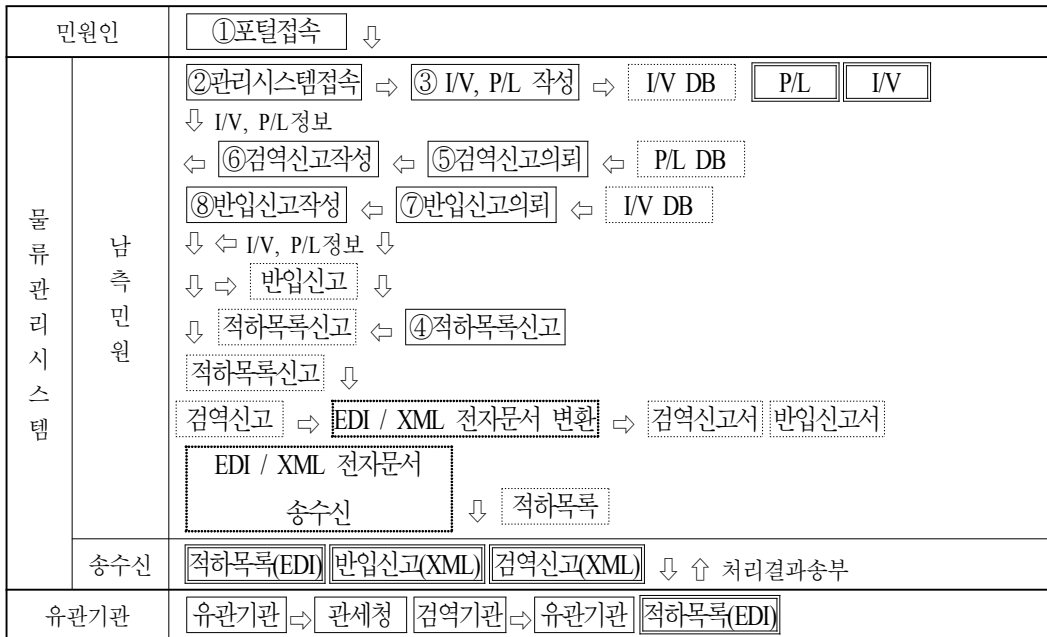 민원인 ①포털접속 ⇩
물류관리시스템
남측민원
②관리시스템접속 ⇨ ③ I/V, P/L 작성 ⇨ I/V DB P/L I/V
⇩ I/V, P/L정보
⇦ ⑥검역신고작성 ⇦ ⑤검역신고의뢰 ⇦ P/L DB
⑧반입신고작성 ⇦ ⑦반입신고의뢰 ⇦ I/V DB
⇩ ⇦ I/V, P/L정보 ⇩
⇩ ⇨ 반입신고 ⇩
⇩ 적하목록신고 ⇦ ④적하목록신고
적하목록신고 ⇩
검역신고 ⇨ EDI / XML 전자문서 변환 ⇨ 검역신고서 반입신고서
EDI / XML 전자문서
송수신 ⇩ 적하목록
송수신 적하목록(EDI) 반입신고(XML) 검역신고(XML) ⇩ ⇧ 처리결과송부
유관기관 유관기관 ⇨ 관세청 검역기관 ⇨ 유관기관 적하목록(EDI)